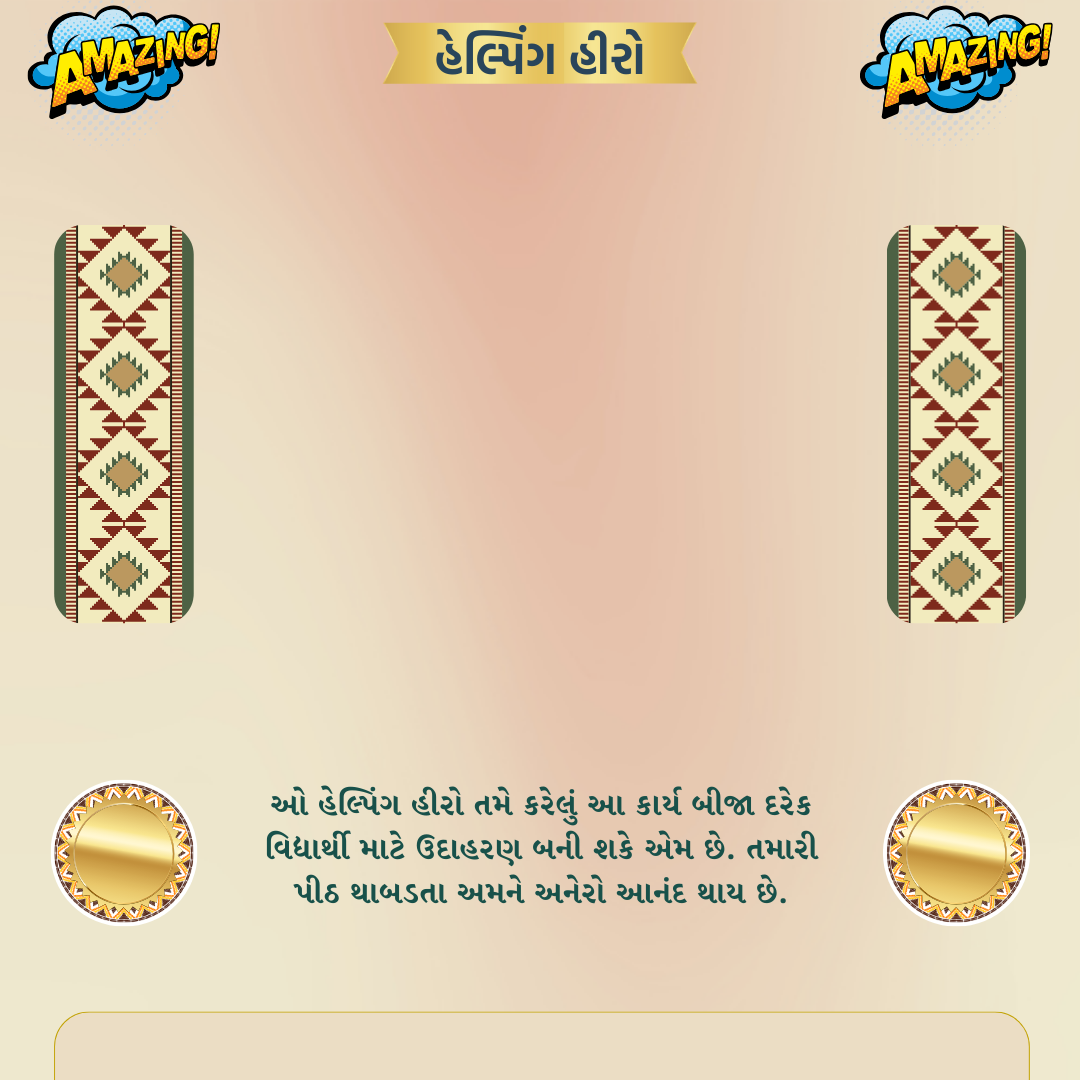 AMAZING!
હેલ્પિંગ હીરો
AMAZING!
ઓ હેલ્પિંગ હીરો તમે કરેલું આ કાર્ય બીજા દરેક
વિદ્યાર્થી માટે ઉદાહરણ બની શકે એમ છે. તમારી
પીઠ થાબડતા અમને અનેરો આનંદ થાય છે.